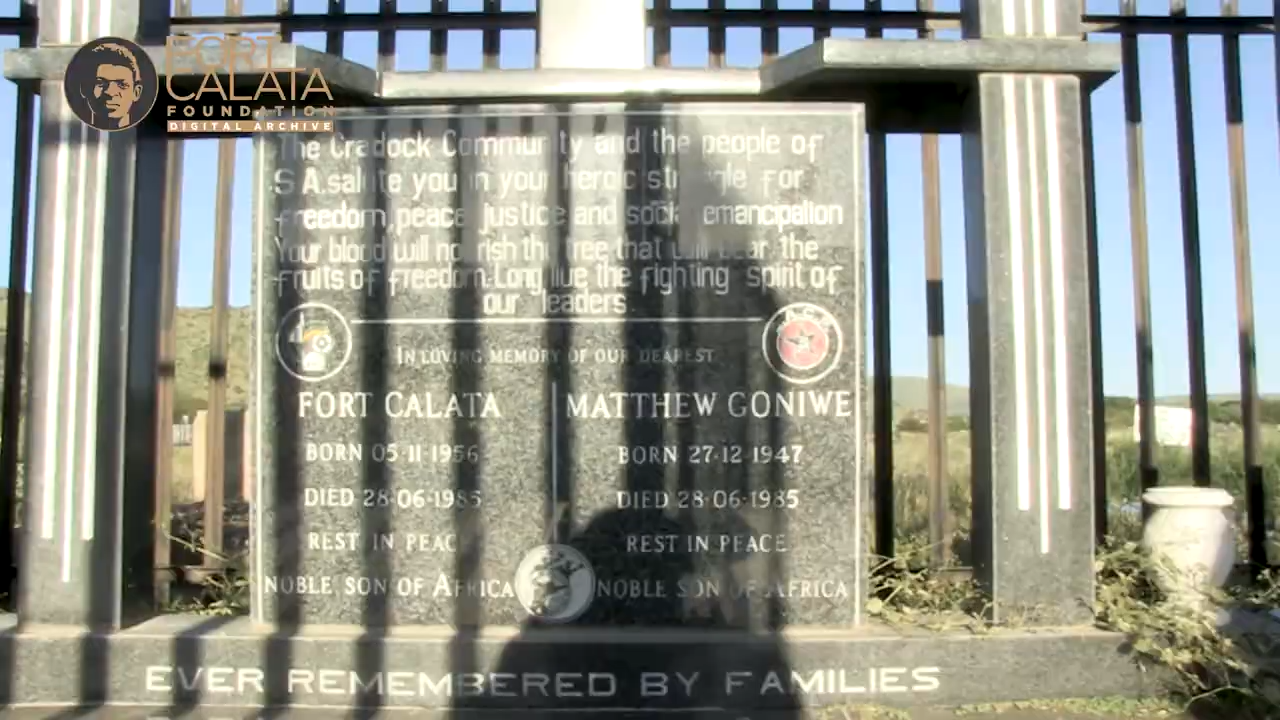 FORT
CALATA
FOUNDATION
DIGITAL ARCHIVE
The Cradock Community and the people of
S.A. salute you in your heroic struggle for
freedom, peace justice and social emancipation
Your blood will nourish the tree that will bear the
fruits of freedom. Long live the fighting spirit of
our leaders.
IN LOVING MEMORY OF OUR DEAREST
FORT CALATA
BORN 05-11-1956
DIED 28-06-1985
REST IN PEACE
NOBLE SON OF AFRICA
MATTHEW GONIWE
BORN 27-12-1947
DIED 28-06-1985
REST IN PEACE
NOBLE SON OF AFRICA
EVER REMEMBERED BY FAMILIES